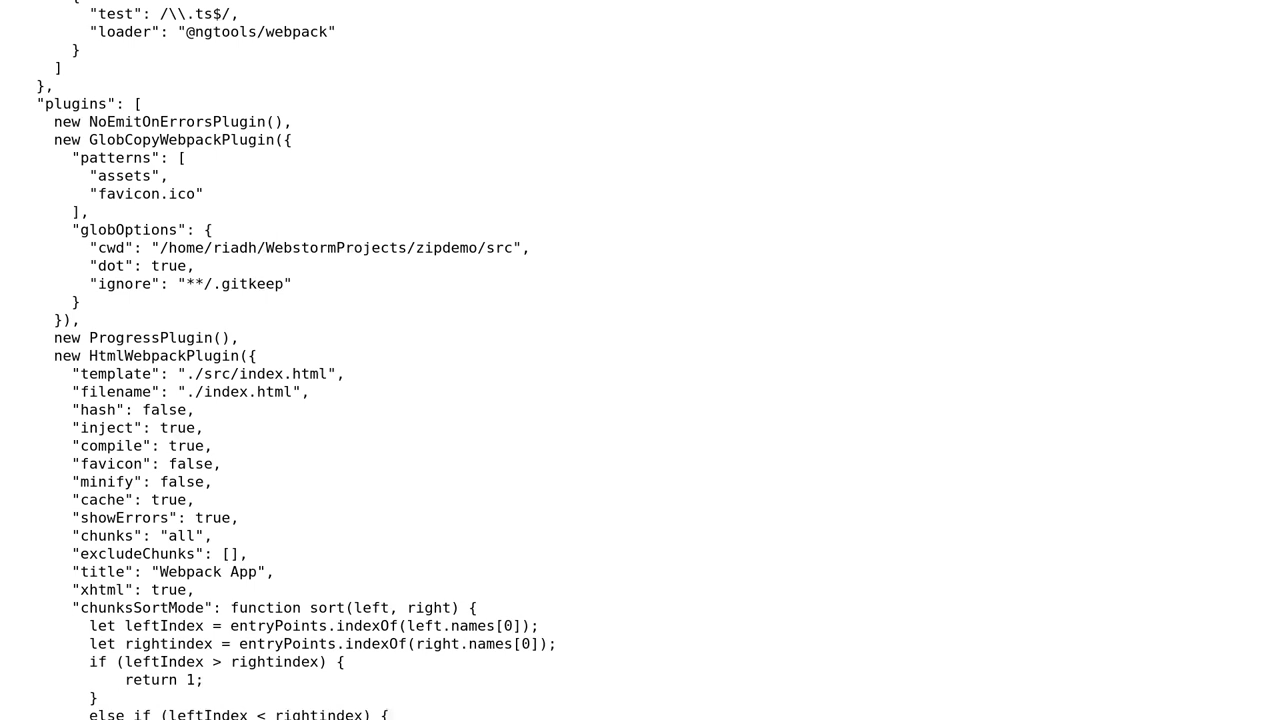 {
"test": /\\.ts$/,
"loader": "@ngtools/webpack"
}
]
},
"plugins": [
new NoEmitOnErrorsPlugin(),
new GlobCopyWebpackPlugin({
"patterns": [
"assets",
"favicon.ico"
],
"globOptions": {
"cwd": "/home/riadh/WebstormProjects/zipdemo/src",
"dot": true,
"ignore": "**/.gitkeep"
}
}),
new ProgressPlugin(),
new HtmlWebpackPlugin({
"template": "./src/index.html",
"filename": "./index.html",
"hash": false,
"inject": true,
"compile": true,
"favicon": false,
"minify": false,
"cache": true,
"showErrors": true,
"chunks": "all",
"excludeChunks": [],
"title": "Webpack App",
"xhtml": true,
"chunksSortMode": function sort(left, right) {
let leftIndex = entryPoints.indexOf(left.names[0]);
let rightindex = entryPoints.indexOf(right.names[0]);
if (leftIndex > rightindex) {
return 1;
}
else if (leftIndex < rightindex) {